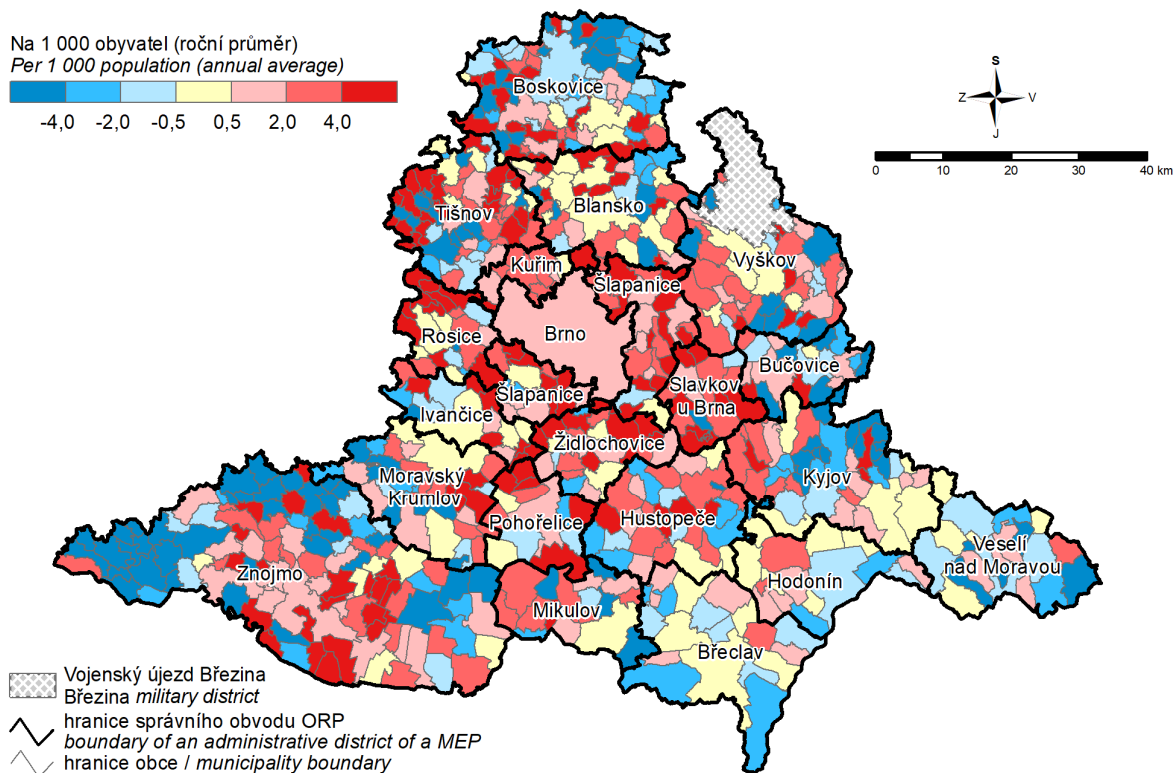 Na 1 000 obyvatel (roční průměr)
Per 1 000 population (annual average)
-4,0 -2,0 -0,5 0,5 2,0 4,0
S
Z V
J
0 10 20 30 40 km
Boskovice
Tišnov
Blansko
Vyškov
Kuřim
Šlapanice
Rosice
Brno
Bučovice
Šlapanice
Slavkov
u Brna
Ivančice
Židlochovice
Moravský
Krumlov
Kyjov
Pohořelice
Hustopeče
Veselí
nad Moravou
Znojmo
Hodonín
Mikulov
Břeclav
Vojenský újezd Březina
Březina military district
hranice správního obvodu ORP
boundary of an administrative district of a MEP
hranice obce / municipality boundary